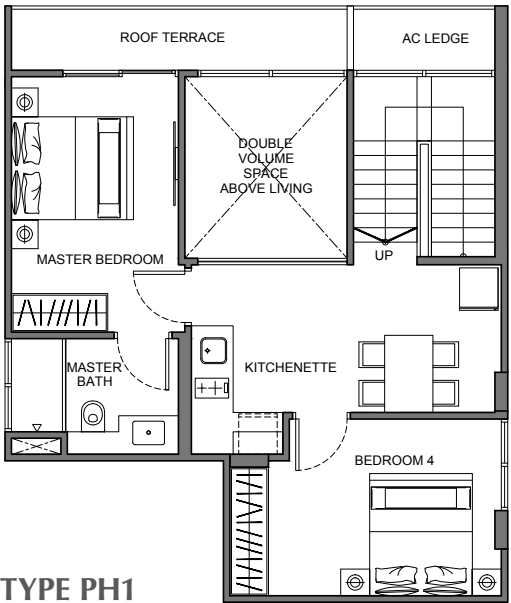 ROOF TERRACE
AC LEDGE
DOUBLE
VOLUME
SPACE
ABOVE LIVING
UP
MASTER BEDROOM
MASTER
BATH
KITCHENETTE
BEDROOM 4
TYPE PH1